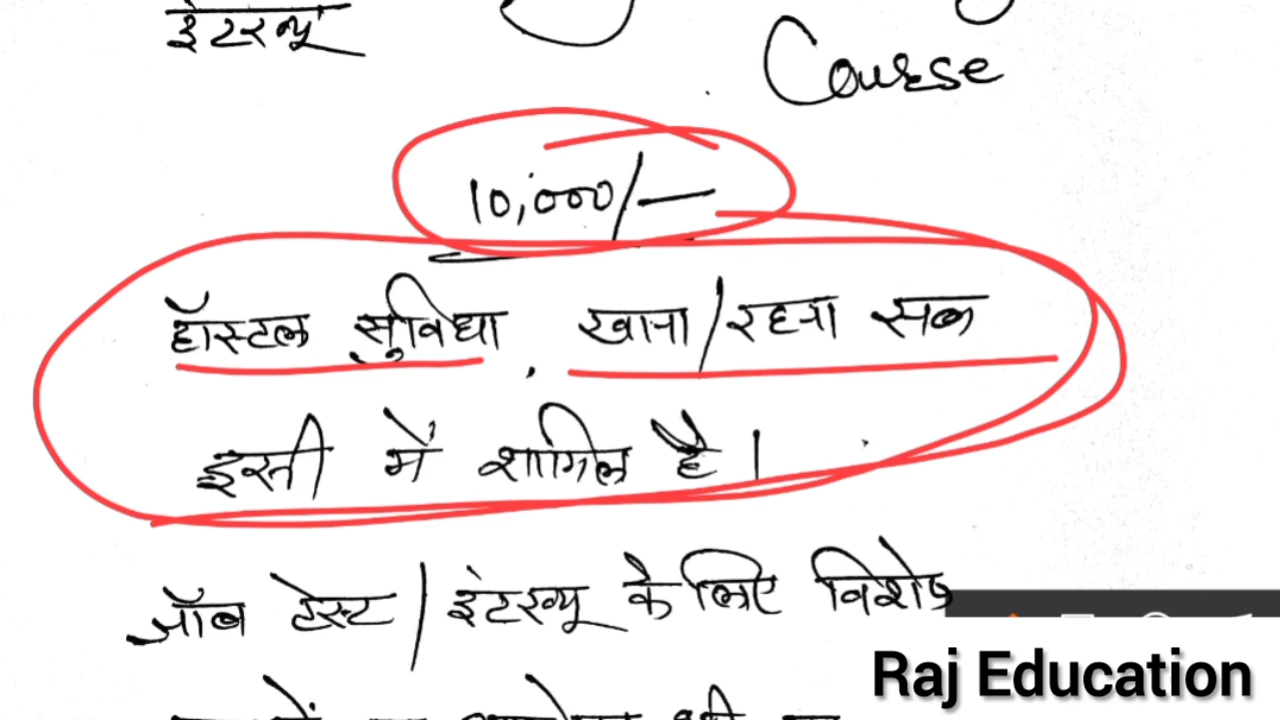 इंटरव्यू
Course
10,000/-
हॉस्टल सुविधा, खाना/रहना सब
इसी में शामिल है।
जॉब टेस्ट/इंटरव्यू के लिए विशेष
Raj Education